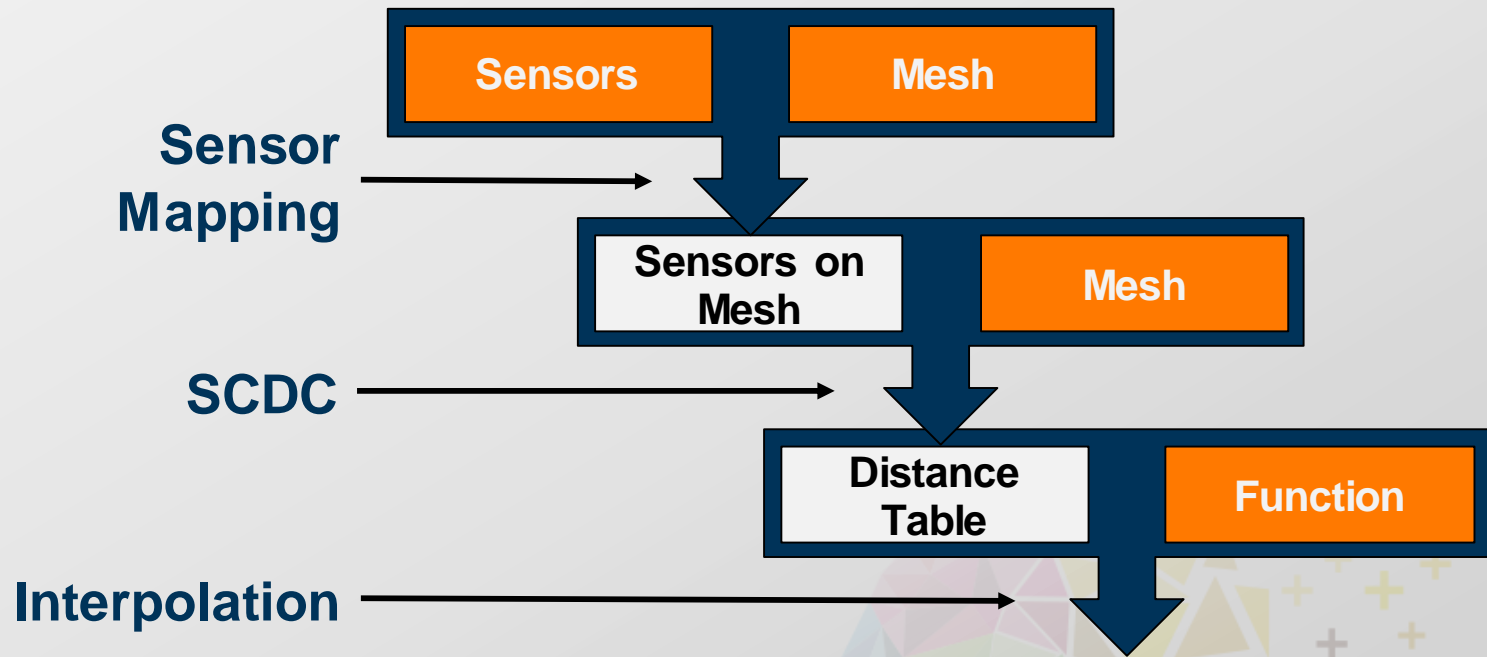 Sensors
Mesh
Sensor
Mapping
Sensors on
Mesh
Mesh
SCDC
Distance
Table
Function
Interpolation